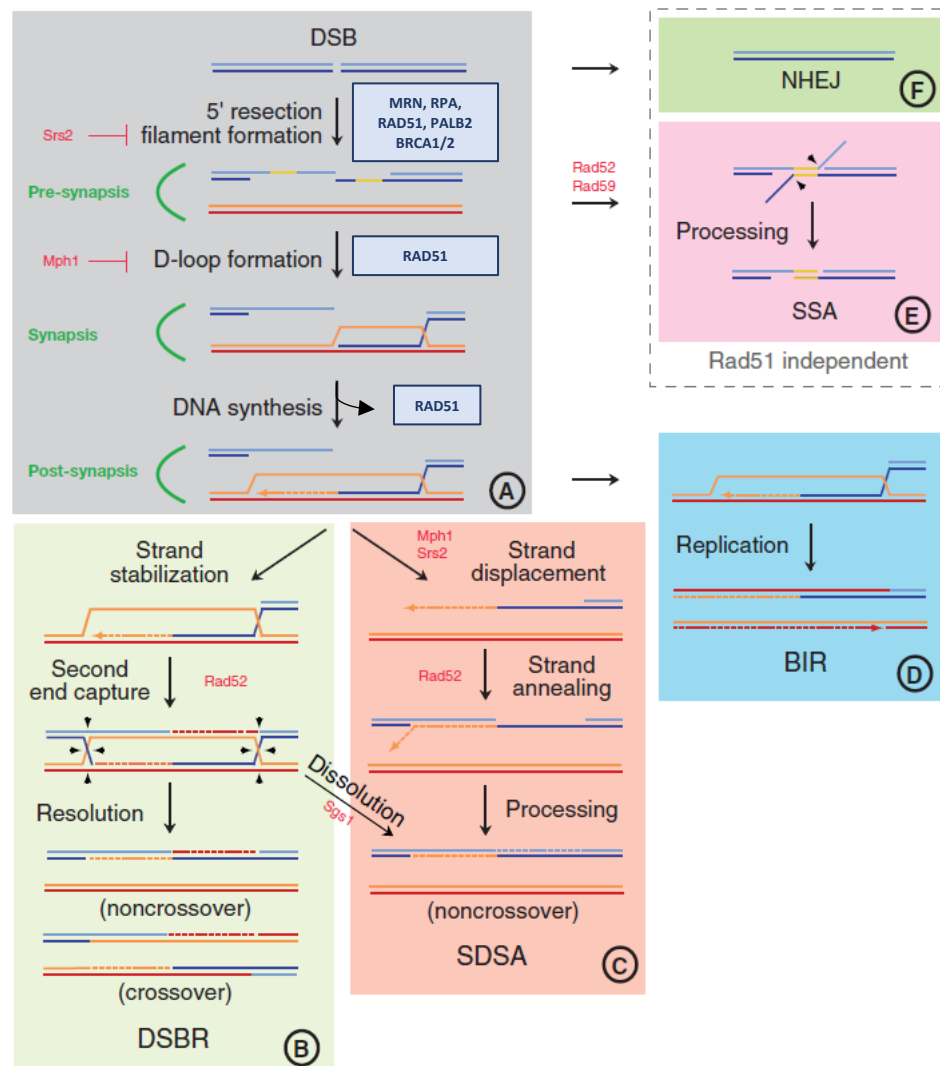 DSB
5' resection
filament formation
MRN, RPA,
RAD51, PALB2
BRCA1/2
Srs2
Pre-synapsis
Mph1
D-loop formation
RAD51
Synapsis
DNA synthesis
RAD51
Post-synapsis
A
NHEJ
F
Rad52
Rad59
Processing
SSA
E
Rad51 independent
Replication
BIR
D
Strand
stabilization
Second
end capture
Rad52
Resolution
(noncrossover)
(crossover)
DSBR
B
Dissolution
Sgs1
Mph1
Srs2
Strand
displacement
Rad52
Strand
annealing
Processing
(noncrossover)
SDSA
C